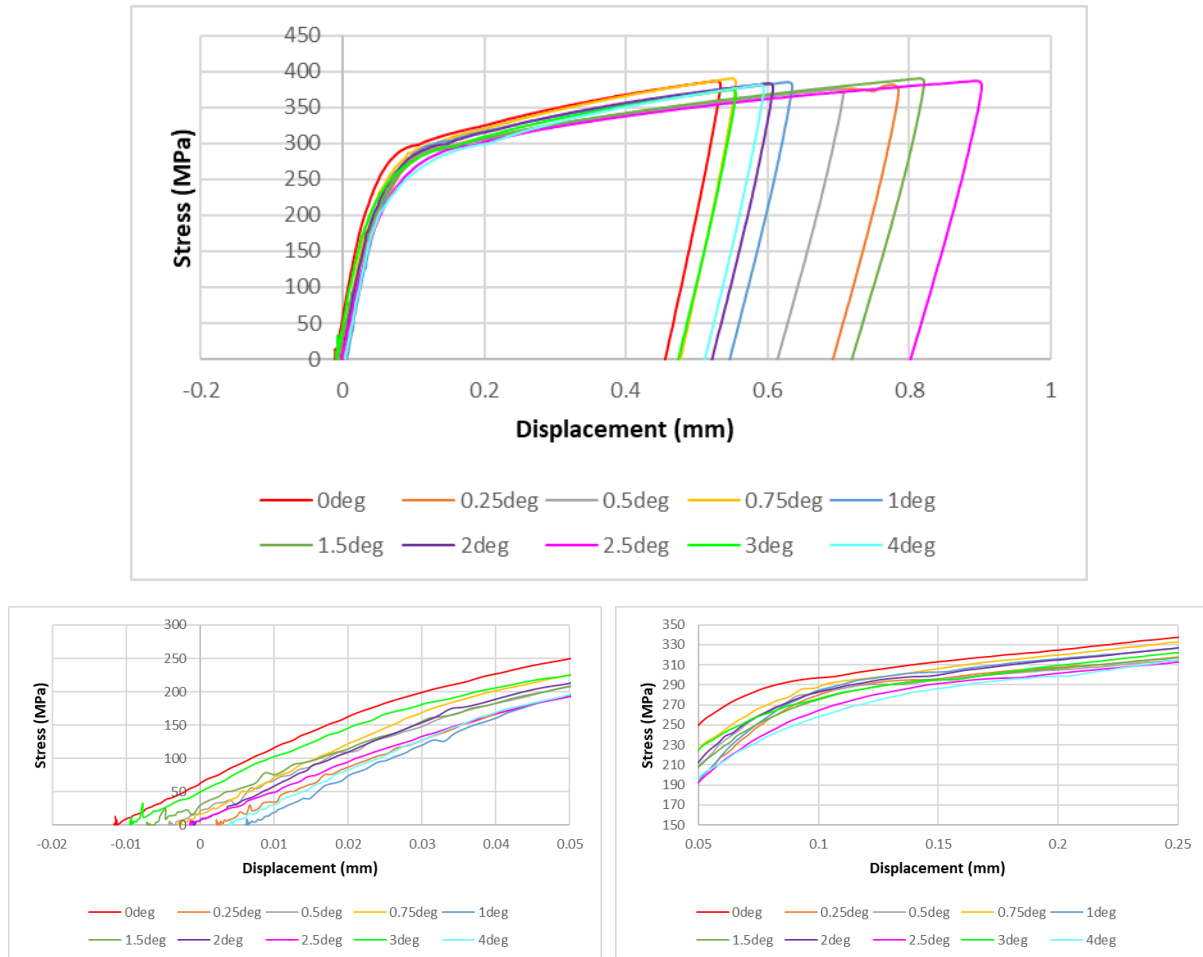 450
400
350
300
250
200
150
100
50
0
Stress (MPa)
-0.2 0 0.2 0.4 0.6 0.8 1
Displacement (mm)
0deg 0.25deg 0.5deg 0.75deg 1deg
1.5deg 2deg 2.5deg 3deg 4deg
300
250
200
150
100
50
0
Stress (MPa)
-0.02 -0.01 0 0.01 0.02 0.03 0.04 0.05
Displacement (mm)
0deg 0.25deg 0.5deg 0.75deg 1deg
1.5deg 2deg 2.5deg 3deg 4deg
350
330
310
290
270
250
230
210
190
170
150
Stress (MPa)
0.05 0.1 0.15 0.2 0.25
Displacement (mm)
0deg 0.25deg 0.5deg 0.75deg 1deg
1.5deg 2deg 2.5deg 3deg 4deg